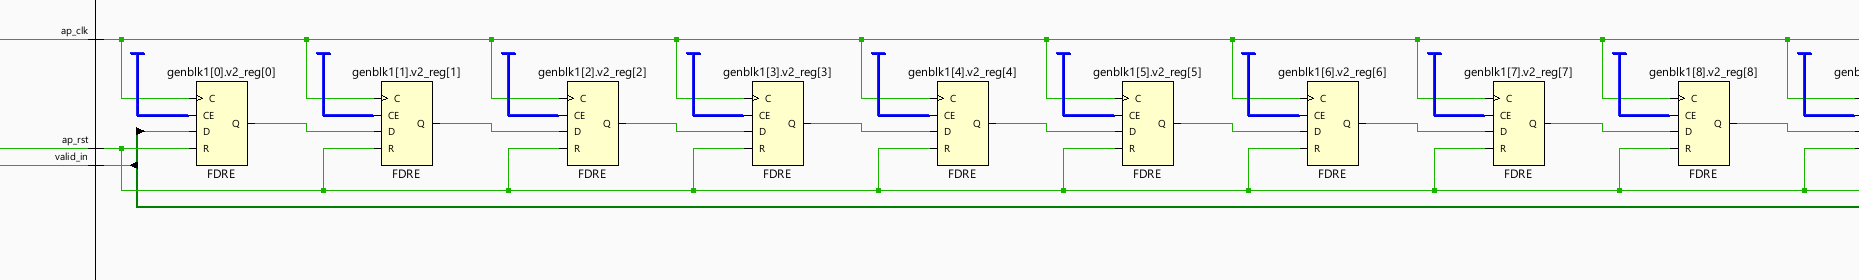 ap_clk
genblk1[0].v2_reg[0] genblk1[1].v2_reg[1] genblk1[2].v2_reg[2] genblk1[3].v2_reg[3] genblk1[4].v2_reg[4] genblk1[5].v2_reg[5] genblk1[6].v2_reg[6] genblk1[7].v2_reg[7] genblk1[8].v2_reg[8] genb
C C C C C C C C C
CE CE CE CE CE CE CE CE CE
Q Q Q Q Q Q Q Q Q
D D D D D D D D D
ap_rst
R R R R R R R R R
valid_in
FDRE FDRE FDRE FDRE FDRE FDRE FDRE FDRE FDRE